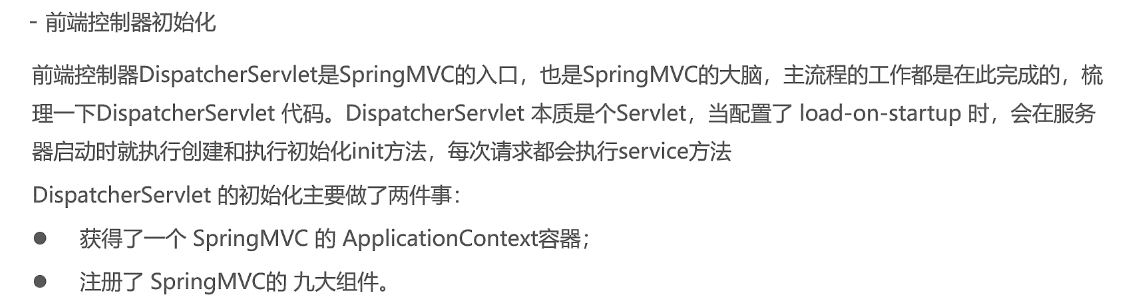 - 前端控制器初始化
前端控制器DispatcherServlet是SpringMVC的入口，也是SpringMVC的大脑，主流程的工作都是在此完成的，梳
理一下DispatcherServlet 代码。DispatcherServlet 本质是个Servlet，当配置了 load-on-startup 时，会在服务
器启动时就执行创建和执行初始化init方法，每次请求都会执行service方法
DispatcherServlet 的初始化主要做了两件事：
● 获得了一个 SpringMVC 的 ApplicationContext容器；
● 注册了 SpringMVC的 九大组件。